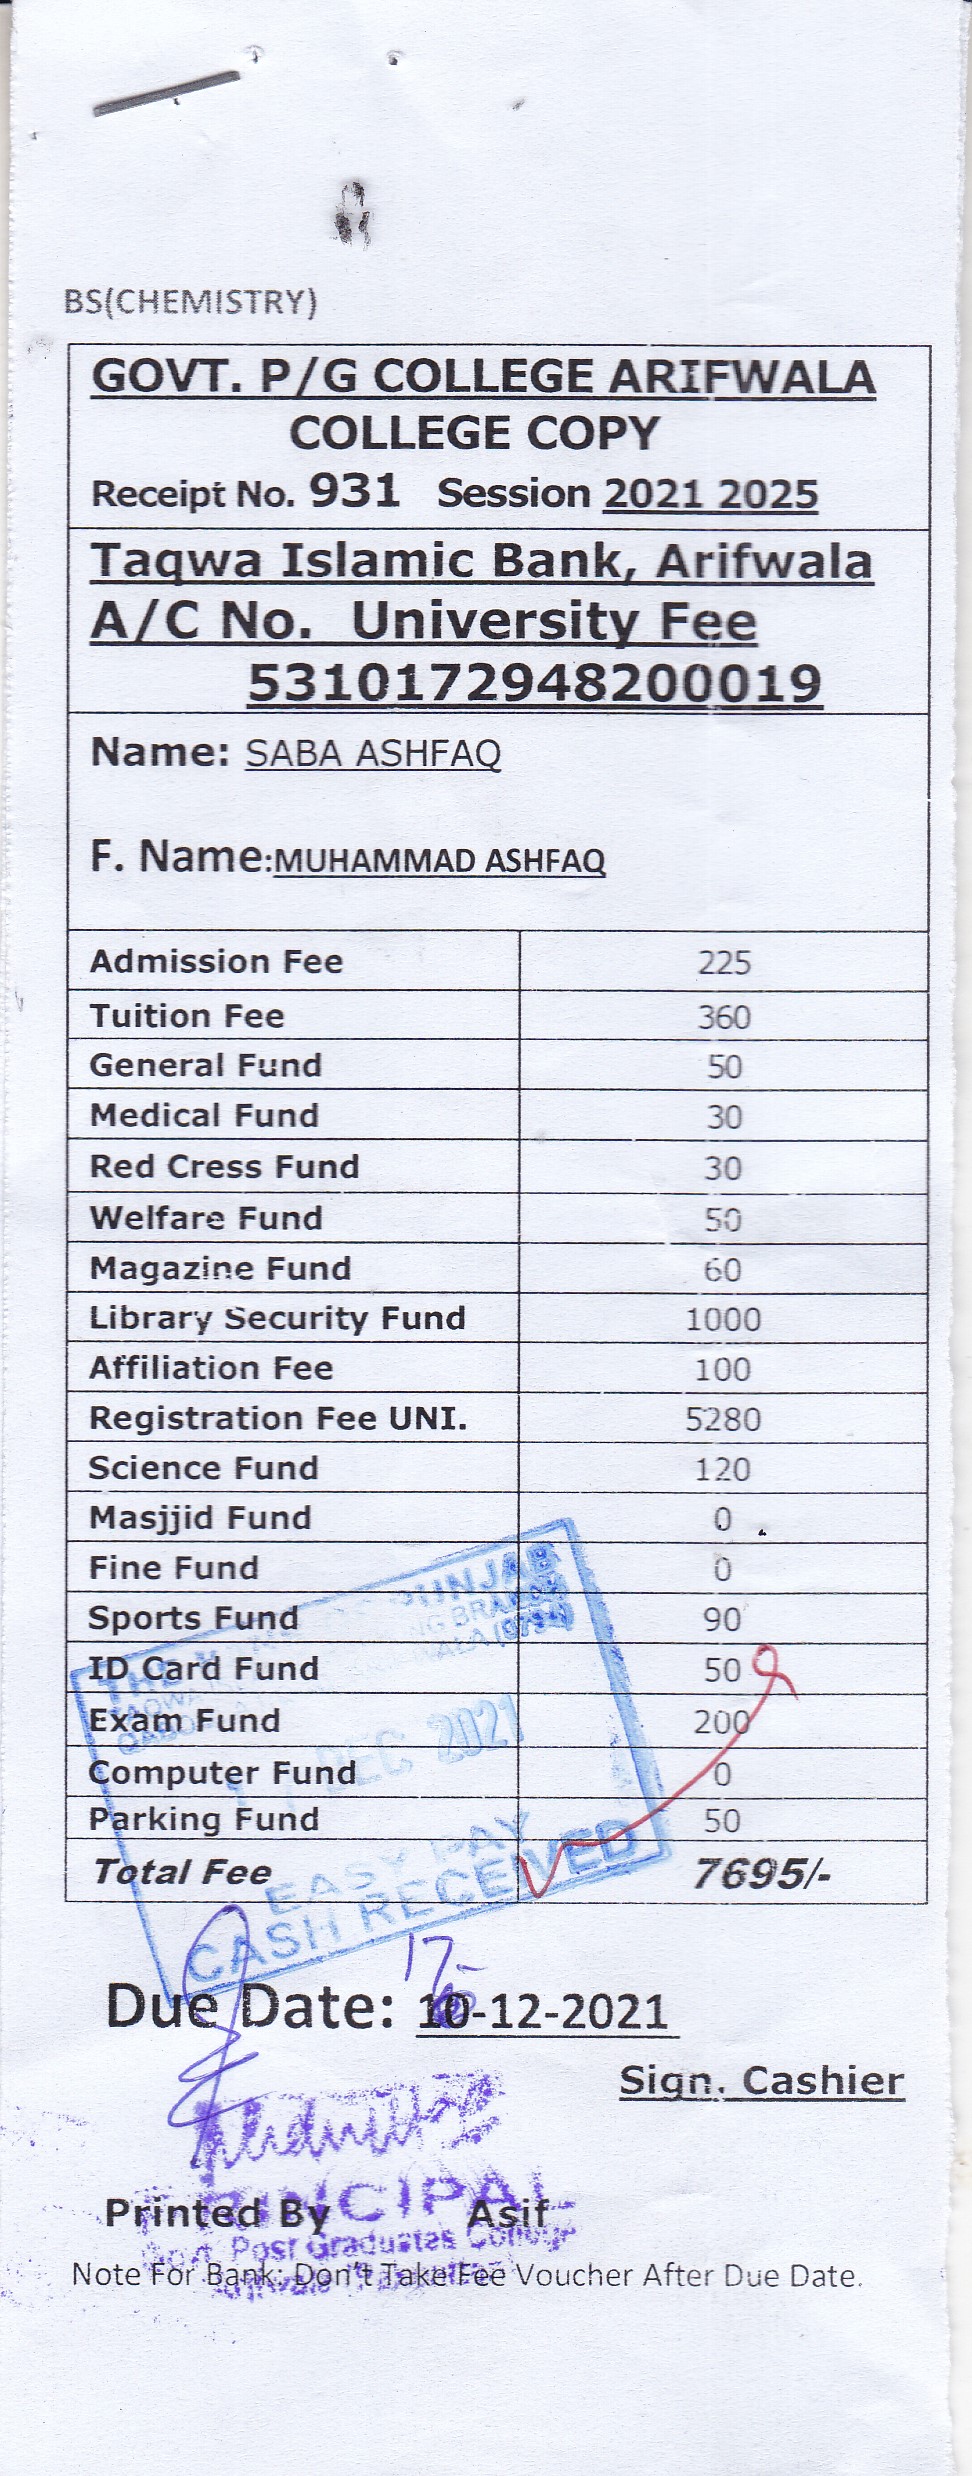 BS(CHEMISTRY)
GOVT. P/G COLLEGE ARIFWALA
COLLEGE COPY
Receipt No. 931 Session 2021 2025
Taqwa Islamic Bank, Arifwala
A/C No. University Fee
5310172948200019
Name: SABA ASHFAQ
F. Name:MUHAMMAD ASHFAQ
Admission Fee 225
Tuition Fee 360
General Fund 50
Medical Fund 30
Red Cress Fund 30
Welfare Fund 50
Magazine Fund 60
Library Security Fund 1000
Affiliation Fee 100
Registration Fee UNI. 5280
Science Fund 120
Masjjid Fund 0
Fine Fund 0
Sports Fund 90
ID Card Fund 50
Exam Fund 200
Computer Fund 0
Parking Fund 50
Total Fee 7695/-
THE PUNJAB
BRANCH
DEC 2021
EASY PAY
CASH RECEIVED
17
Due Date: 10-12-2021
Sign. Cashier
PRINCIPAL
Printed By Asif
Govt. Post Graduates College
Note For Bank: Don't Take Fee Voucher After Due Date.